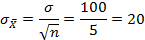 σ_X̄ = σ/√n = 100/5 = 20